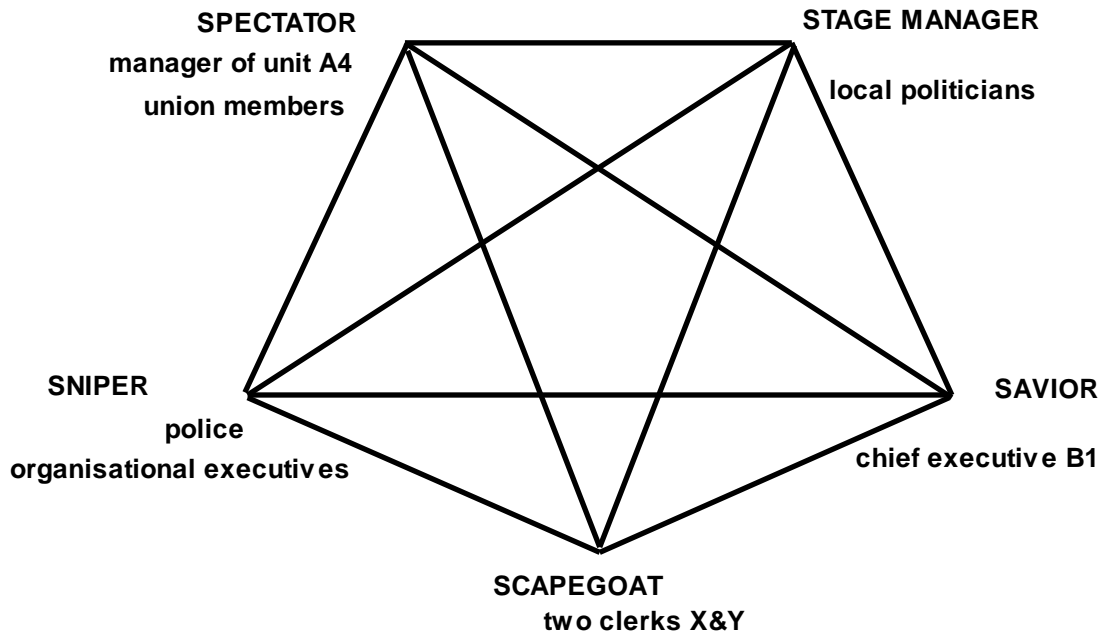 SPECTATOR
manager of unit A4
union members
STAGE MANAGER
local politicians
SNIPER
police
organisational executives
SAVIOR
chief executive B1
SCAPEGOAT
two clerks X&Y